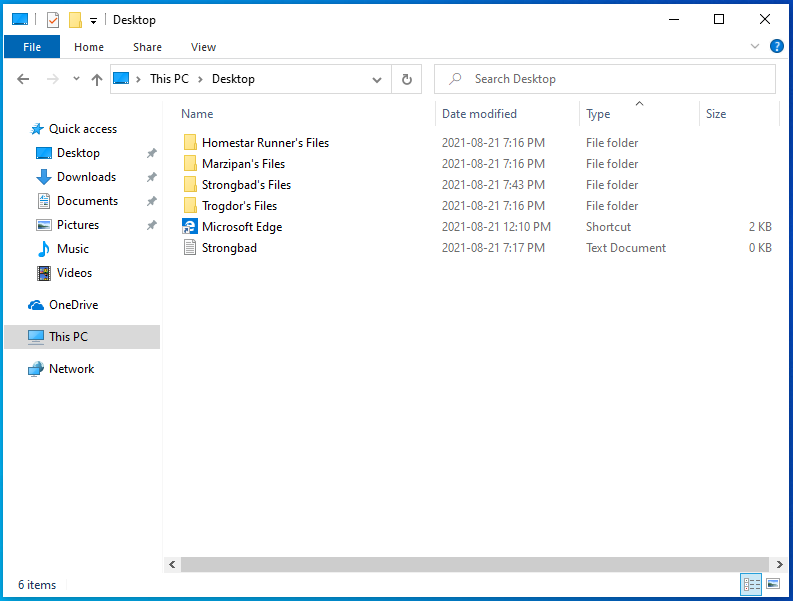 Desktop
File Home Share View
This PC Desktop Search Desktop
Name Date modified Type Size
Quick access
Desktop
Downloads
Documents
Pictures
Music
Videos
OneDrive
This PC
Network
Homestar Runner's Files 2021-08-21 7:16 PM File folder
Marzipan's Files 2021-08-21 7:16 PM File folder
Strongbad's Files 2021-08-21 7:43 PM File folder
Trogdor's Files 2021-08-21 7:16 PM File folder
Microsoft Edge 2021-08-21 12:10 PM Shortcut 2 KB
Strongbad 2021-08-21 7:17 PM Text Document 0 KB
6 items